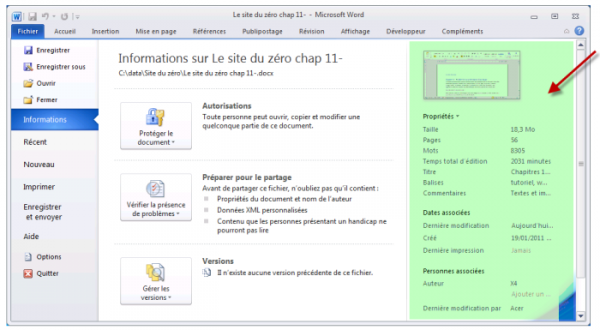 Le site du zéro chap 11- - Microsoft Word
Fichier Accueil Insertion Mise en page Références Publipostage Révision Affichage Développeur Compléments
Enregistrer
Enregistrer sous
Ouvrir
Fermer
Informations
Récent
Nouveau
Imprimer
Enregistrer
et envoyer
Aide
Options
Quitter
Informations sur Le site du zéro chap 11-
C:\data\Site du zéro\Le site du zéro chap 11-.docx
Protéger le
document
Autorisations
Toute personne peut ouvrir, copier et modifier une
quelconque partie de ce document.
Vérifier la présence
de problèmes
Préparer pour le partage
Avant de partager ce fichier, n'oubliez pas qu'il contient :
Propriétés du document et nom de l'auteur
Données XML personnalisées
Contenu que les personnes présentant un handicap ne
pourront pas lire
Gérer les
versions
Versions
Il n'existe aucune version précédente de ce fichier.
Propriétés
Taille 18,3 Mo
Pages 56
Mots 8305
Temps total d'édition 2031 minutes
Titre Chapitres 1...
Balises tutoriel, w...
Commentaires Textes et im...
Dates associées
Dernière modification Aujourd hui...
Créé 19/01/2011 ...
Dernière impression Jamais
Personnes associées
Auteur
Ajouter un ...
Dernière modification par Acer